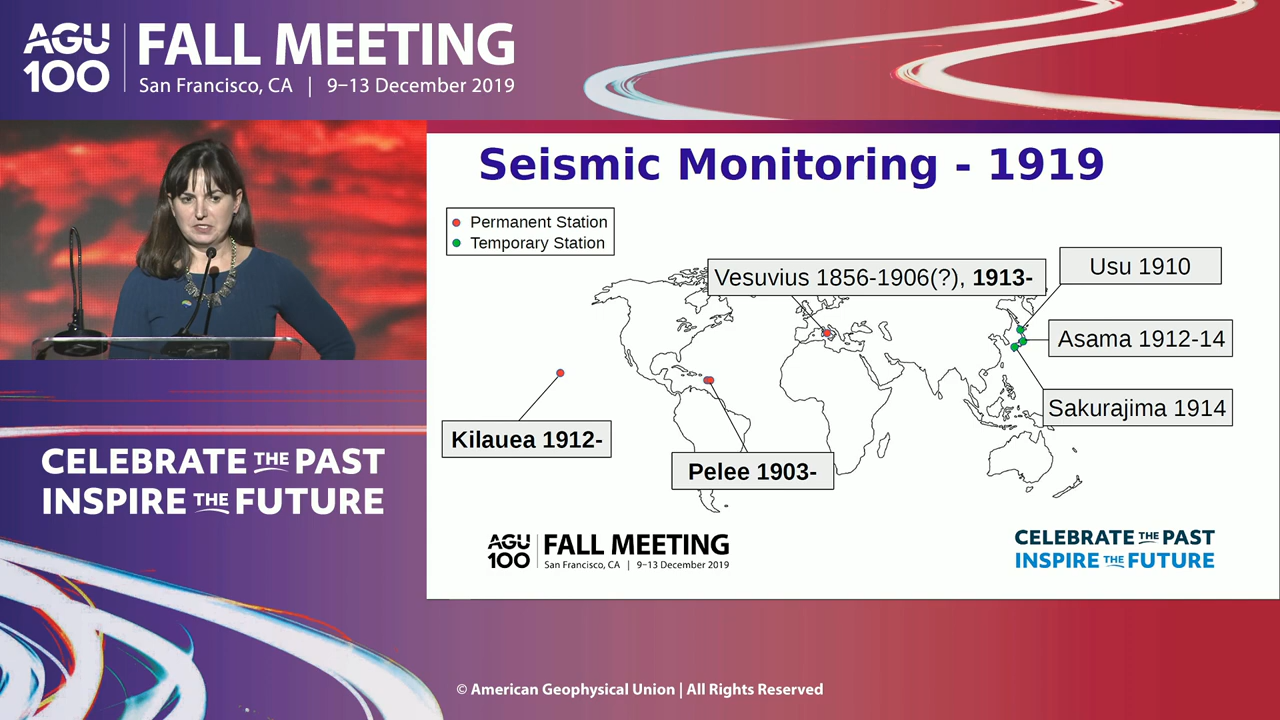 AGU
100
FALL MEETING
San Francisco, CA | 9–13 December 2019
Seismic Monitoring - 1919
Permanent Station
Temporary Station
Vesuvius 1856-1906(?), 1913-
Usu 1910
Asama 1912-14
Sakurajima 1914
Kilauea 1912-
Pelee 1903-
CELEBRATE THE PAST
INSPIRE THE FUTURE
AGU
100
FALL MEETING
San Francisco, CA | 9–13 December 2019
CELEBRATE THE PAST
INSPIRE THE FUTURE
© American Geophysical Union | All Rights Reserved